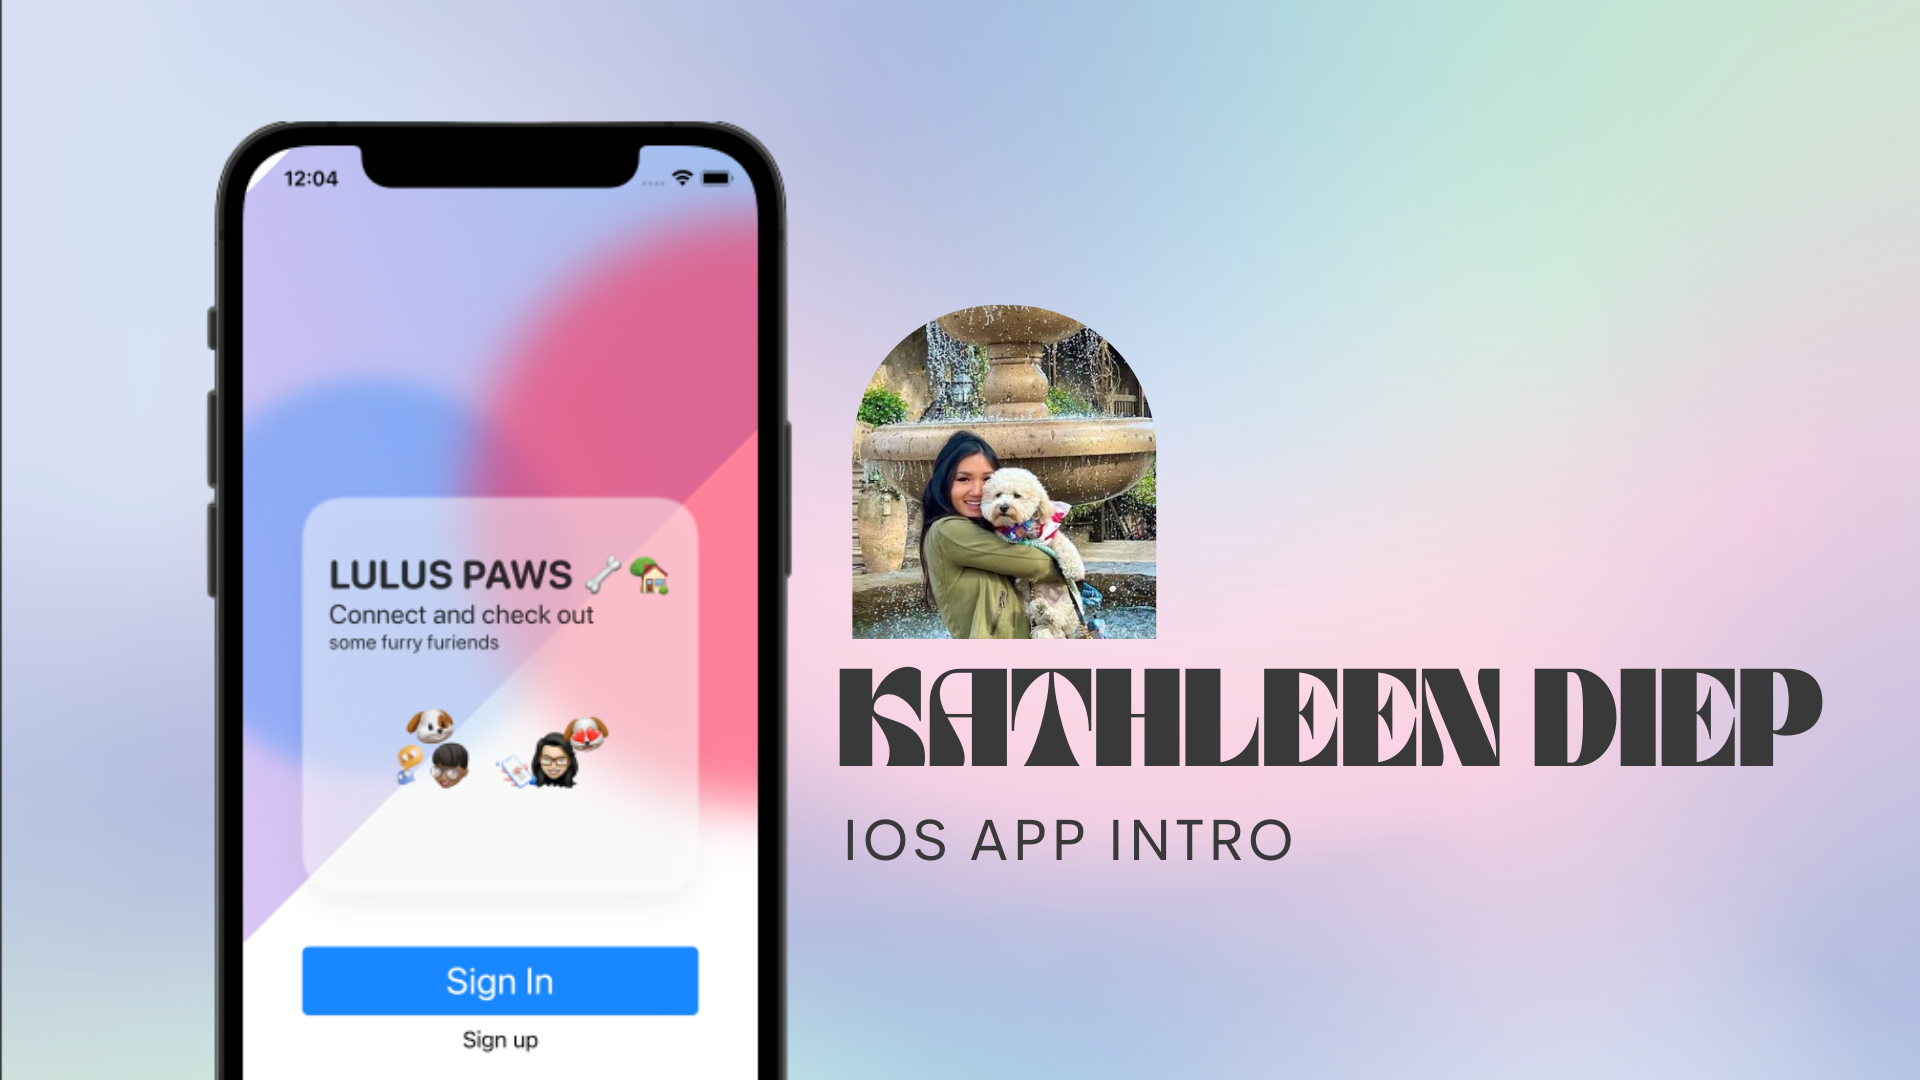 12:04
LULUS PAWS
Connect and check out
some furry furiends
Sign In
Sign up
KATHLEEN DIEP
IOS APP INTRO